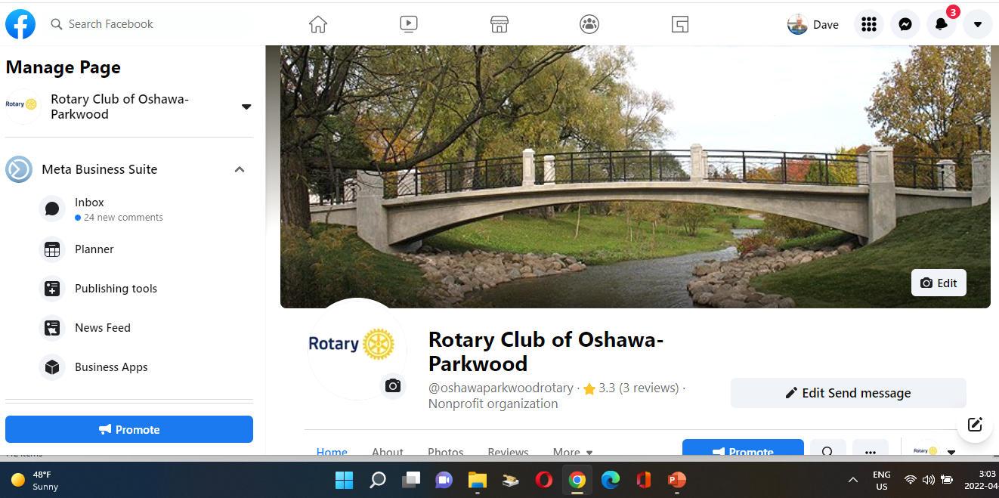 Search Facebook
Dave
3
Manage Page
Rotary
Rotary Club of Oshawa-
Parkwood
Meta Business Suite
Inbox
24 new comments
Planner
Publishing tools
News Feed
Business Apps
Promote
Edit
Rotary
Rotary Club of Oshawa-
Parkwood
@oshawaparkwoodrotary · 3.3 (3 reviews) ·
Nonprofit organization
Edit Send message
Home About Photos Reviews More
Promote
Rotary
48°F
Sunny
ENG
US
3:03
2022-04